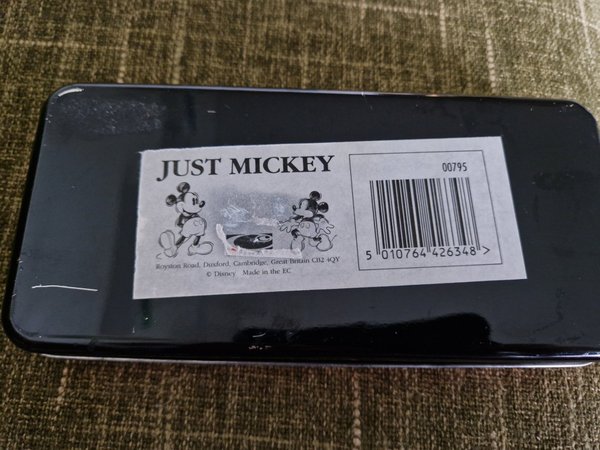 JUST MICKEY
00795
5 010764 426348 >
Royston Road, Duxford, Cambridge, Great Britain CB2 4QY
© Disney Made in the EC